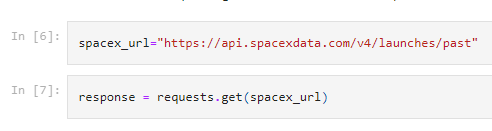 In [6]:
spacex_url="https://api.spacexdata.com/v4/launches/past"
In [7]:
response = requests.get(spacex_url)